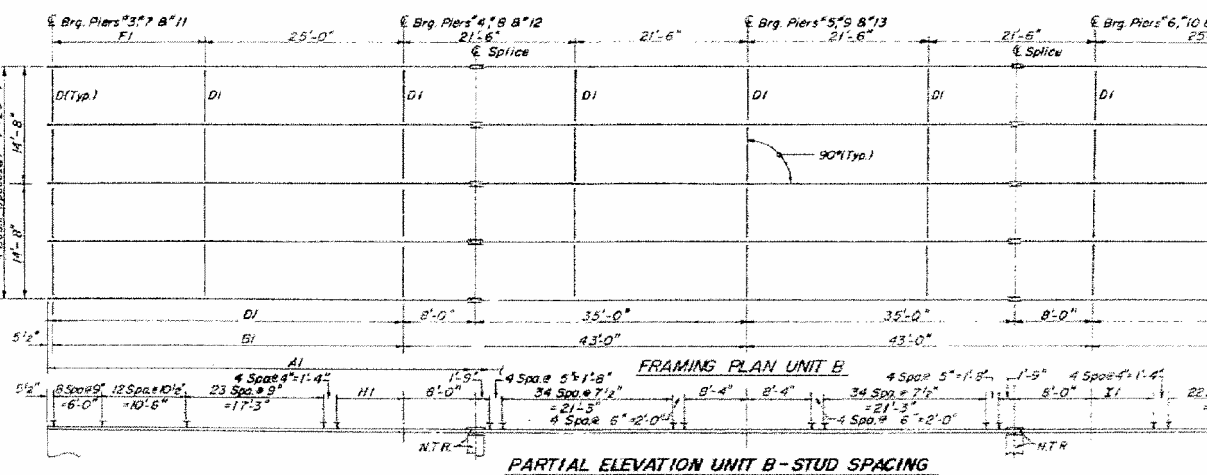 ℄ Brg. Piers #3, #7 & #11
℄ Brg. Piers #4, #8 & #12
℄ Brg. Piers #5, #9 & #13
℄ Brg. Piers #6, #10 &
F1
25'-0"
21'-6"
21'-6"
21'-6"
21'-6"
25'
℄ Splice
℄ Splice
D(Typ.)
D1
D1
D1
D1
D1
14'-8"
90°(Typ.)
14'-8"
D1
8'-0"
35'-0"
35'-0"
8'-0"
5½"
B1
43'-0"
43'-0"
A1
FRAMING PLAN UNIT B
4 Spa.@ 4"=1'-4"
1'-9"
4 Spa.@ 5"=1'-8"
4 Spa.@ 5"=1'-8"
1'-9"
4 Spa@4"=1'-4"
5½"
8 Spa@9"
=6'-0"
12 Spa.@10½"
=10'-6"
23 Spa.@ 9"
=17'-3"
H1
6'-0"
34 Spa.@ 7½"
=21'-3"
4 Spa.@ 6"=2'-0"
8'-4"
8'-4"
34 Spa.@ 7½"
=21'-3"
4 Spa.@ 6"=2'-0"
22
=
N.T.R.
N.T.R.
PARTIAL ELEVATION UNIT B-STUD SPACING